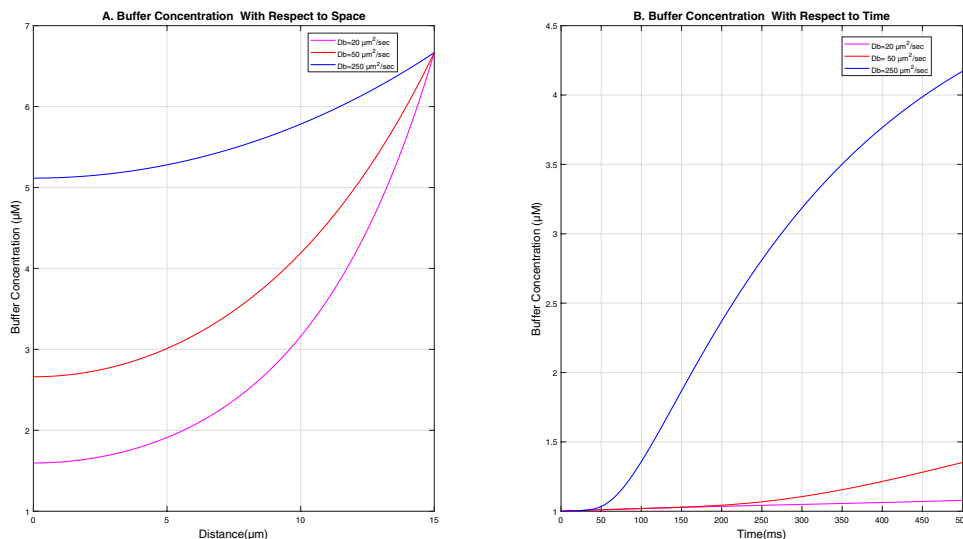 A. Buffer Concentration With Respect to Space
7
6
5
4
3
2
1
Buffer Concentration (μM)
Db=20 μm²/sec
Db=50 μm²/sec
Db=250 μm²/sec
0
5
10
15
Distance(μm)
B. Buffer Concentration With Respect to Time
4.5
4
3.5
3
2.5
2
1.5
1
Buffer Concentration (μM)
Db=20 μm²/sec
Db= 50 μm²/sec
Db=250 μm²/sec
0
50
100
150
200
250
300
350
400
450
500
Time(ms)